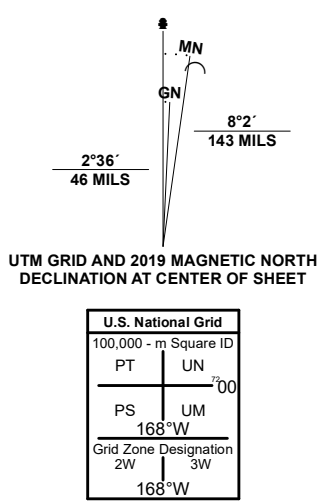 MN
GN
8°2´
143 MILS
2°36´
46 MILS
UTM GRID AND 2019 MAGNETIC NORTH
DECLINATION AT CENTER OF SHEET
U.S. National Grid
100,000 - m Square ID
PT UN
7200
PS UM
168°W
Grid Zone Designation
2W 3W
168°W